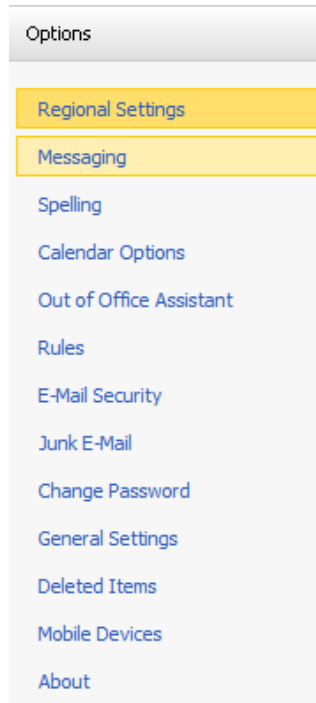 Options
Regional Settings
Messaging
Spelling
Calendar Options
Out of Office Assistant
Rules
E-Mail Security
Junk E-Mail
Change Password
General Settings
Deleted Items
Mobile Devices
About